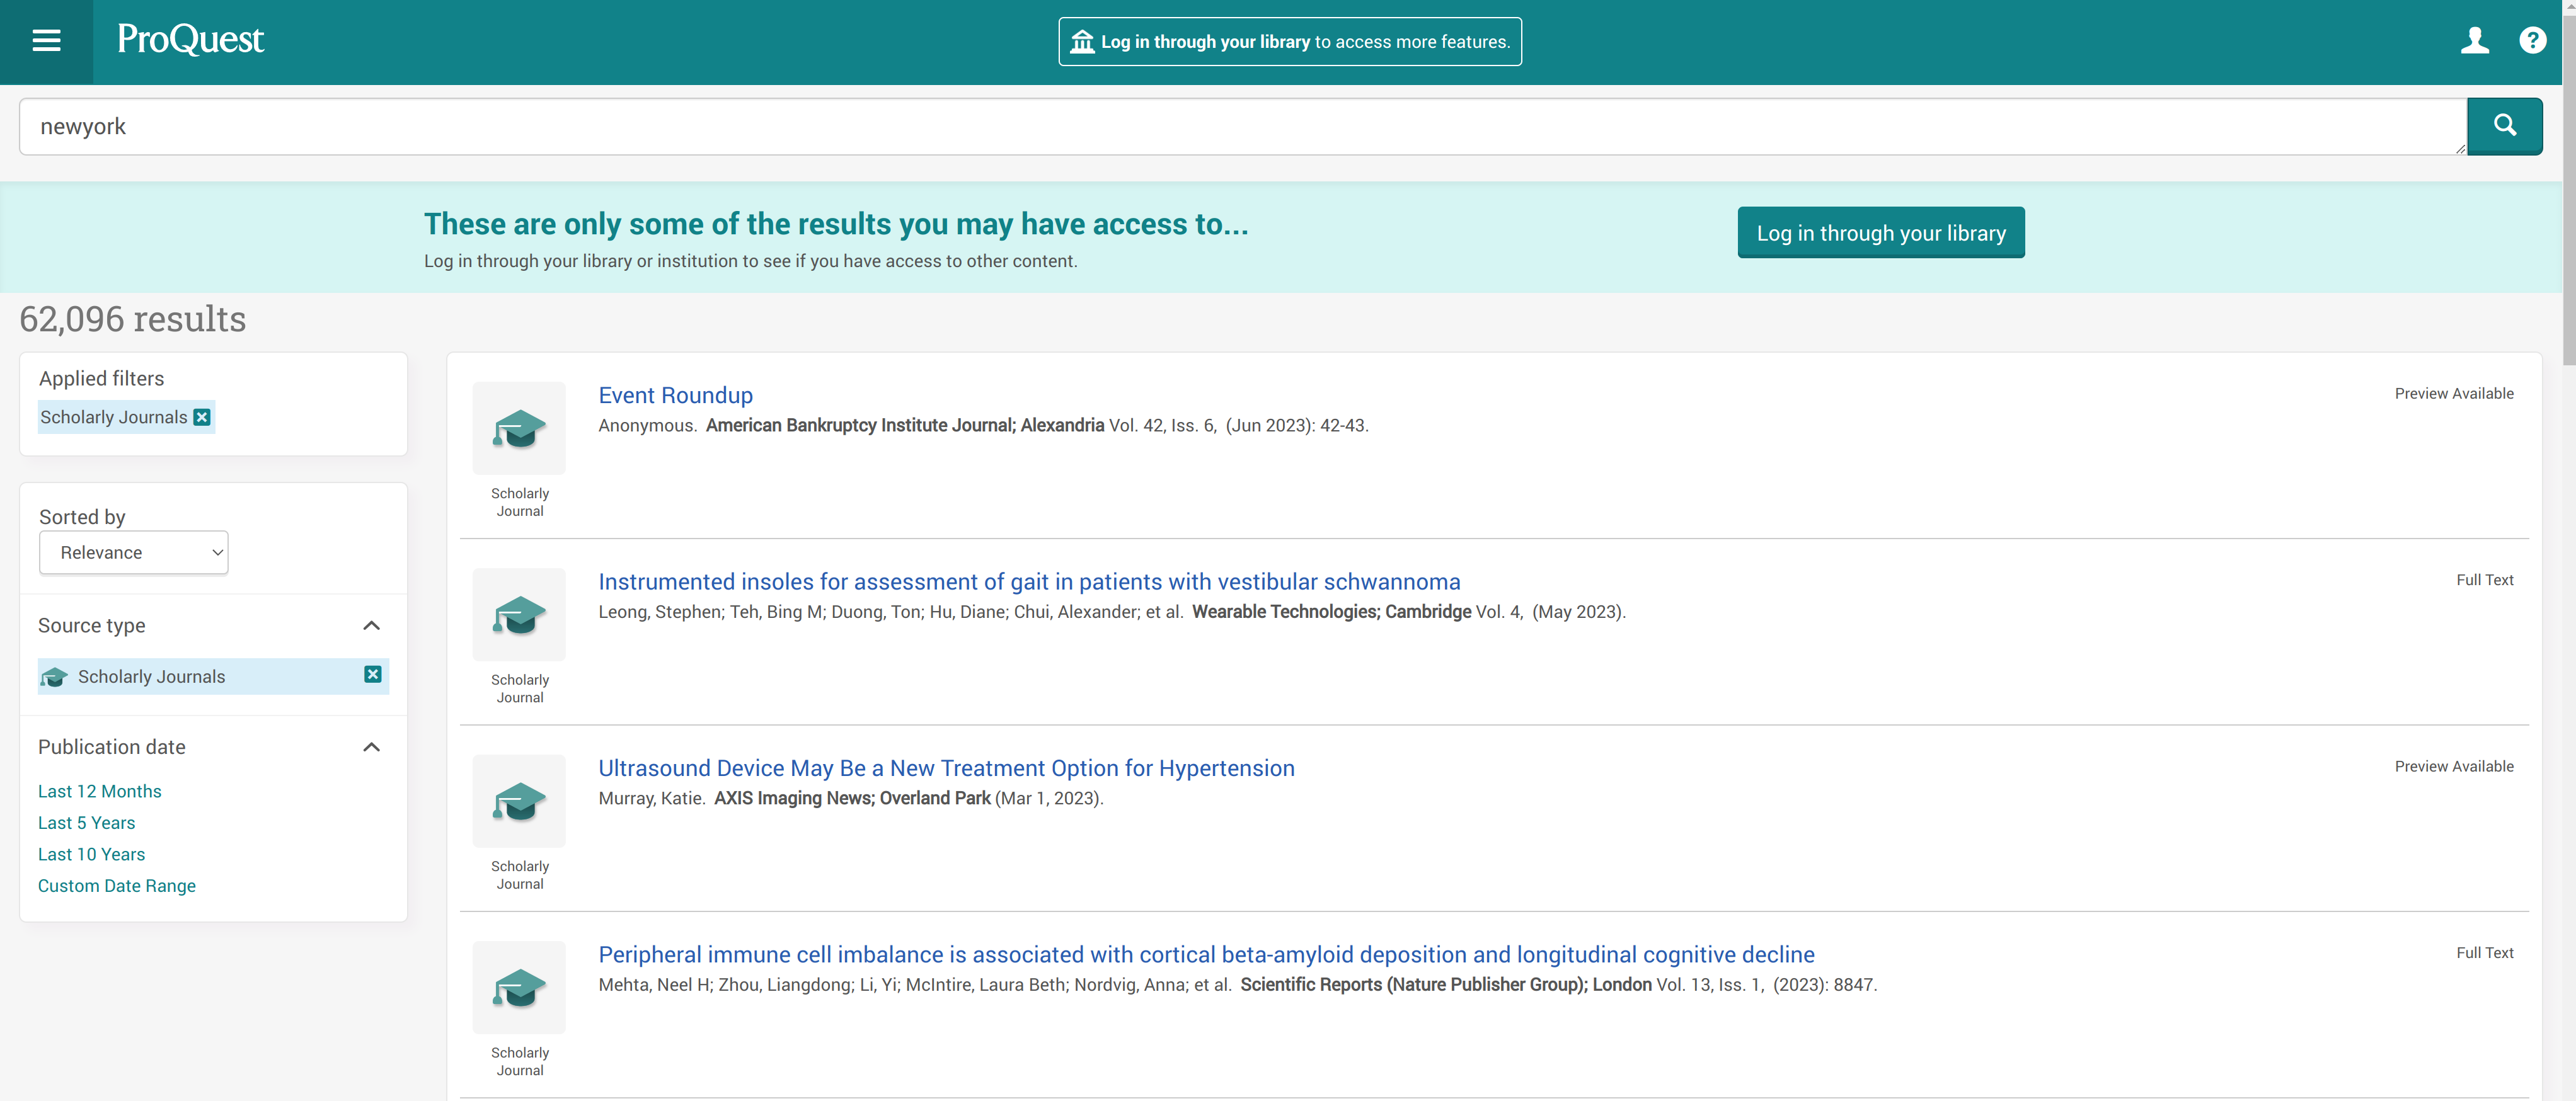 ProQuest
Log in through your library to access more features.
newyork
These are only some of the results you may have access to...
Log in through your library or institution to see if you have access to other content.
Log in through your library
62,096 results
Applied filters
Scholarly Journals
Sorted by
Relevance
Source type
Scholarly Journals
Publication date
Last 12 Months
Last 5 Years
Last 10 Years
Custom Date Range
Event Roundup
Preview Available
Anonymous. American Bankruptcy Institute Journal; Alexandria Vol. 42, Iss. 6, (Jun 2023): 42-43.
Scholarly
Journal
Instrumented insoles for assessment of gait in patients with vestibular schwannoma
Full Text
Leong, Stephen; Teh, Bing M; Duong, Ton; Hu, Diane; Chui, Alexander; et al. Wearable Technologies; Cambridge Vol. 4, (May 2023).
Scholarly
Journal
Ultrasound Device May Be a New Treatment Option for Hypertension
Preview Available
Murray, Katie. AXIS Imaging News; Overland Park (Mar 1, 2023).
Scholarly
Journal
Peripheral immune cell imbalance is associated with cortical beta-amyloid deposition and longitudinal cognitive decline
Full Text
Mehta, Neel H; Zhou, Liangdong; Li, Yi; McIntire, Laura Beth; Nordvig, Anna; et al. Scientific Reports (Nature Publisher Group); London Vol. 13, Iss. 1, (2023): 8847.
Scholarly
Journal